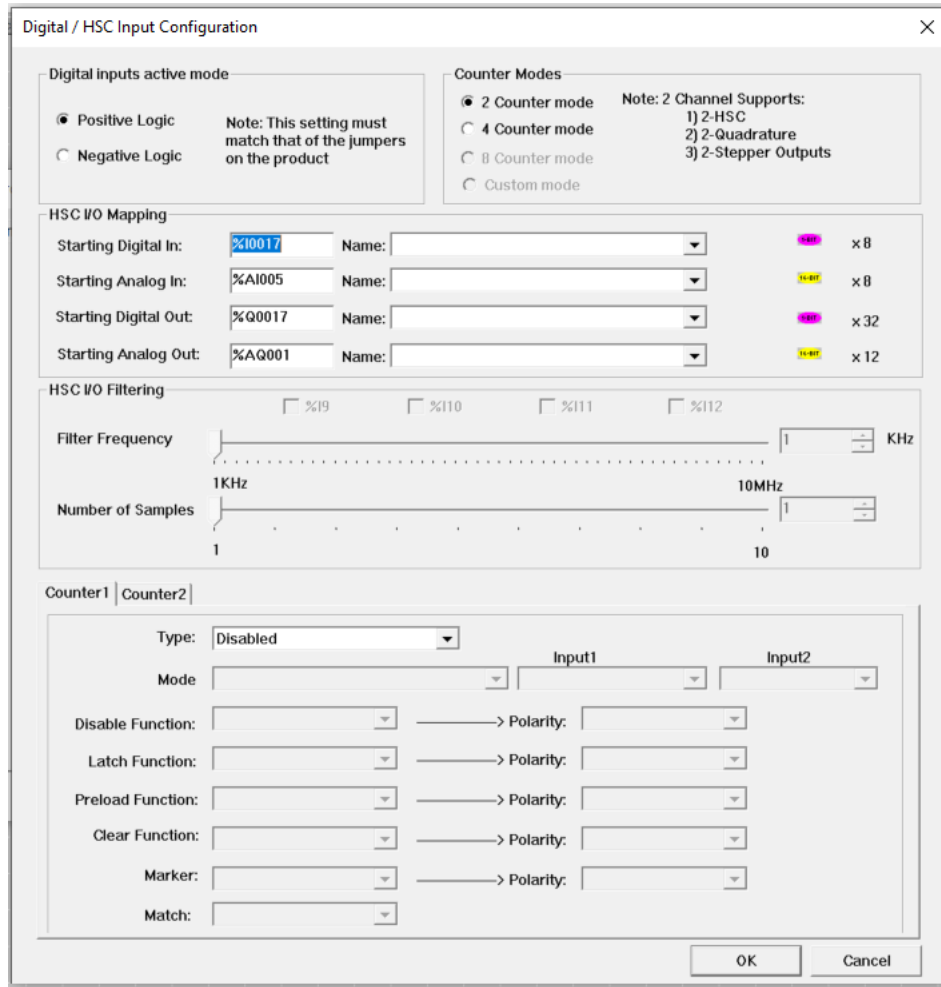 Digital / HSC Input Configuration
Digital inputs active mode
Positive Logic
Negative Logic
Note: This setting must
match that of the jumpers
on the product
Counter Modes
2 Counter mode
4 Counter mode
8 Counter mode
Custom mode
Note: 2 Channel Supports:
1) 2-HSC
2) 2-Quadrature
3) 2-Stepper Outputs
HSC I/O Mapping
Starting Digital In: %I0017 Name: x 8
Starting Analog In: %AI005 Name: 16-BIT x 8
Starting Digital Out: %Q0017 Name: x 32
Starting Analog Out: %AQ001 Name: 16-BIT x 12
HSC I/O Filtering
%I9 %I10 %I11 %I12
Filter Frequency 1 KHz
1KHz 10MHz
Number of Samples 1
1 10
Counter1 Counter2
Type: Disabled
Input1 Input2
Mode
Disable Function: Polarity:
Latch Function: Polarity:
Preload Function: Polarity:
Clear Function: Polarity:
Marker: Polarity:
Match:
OK Cancel